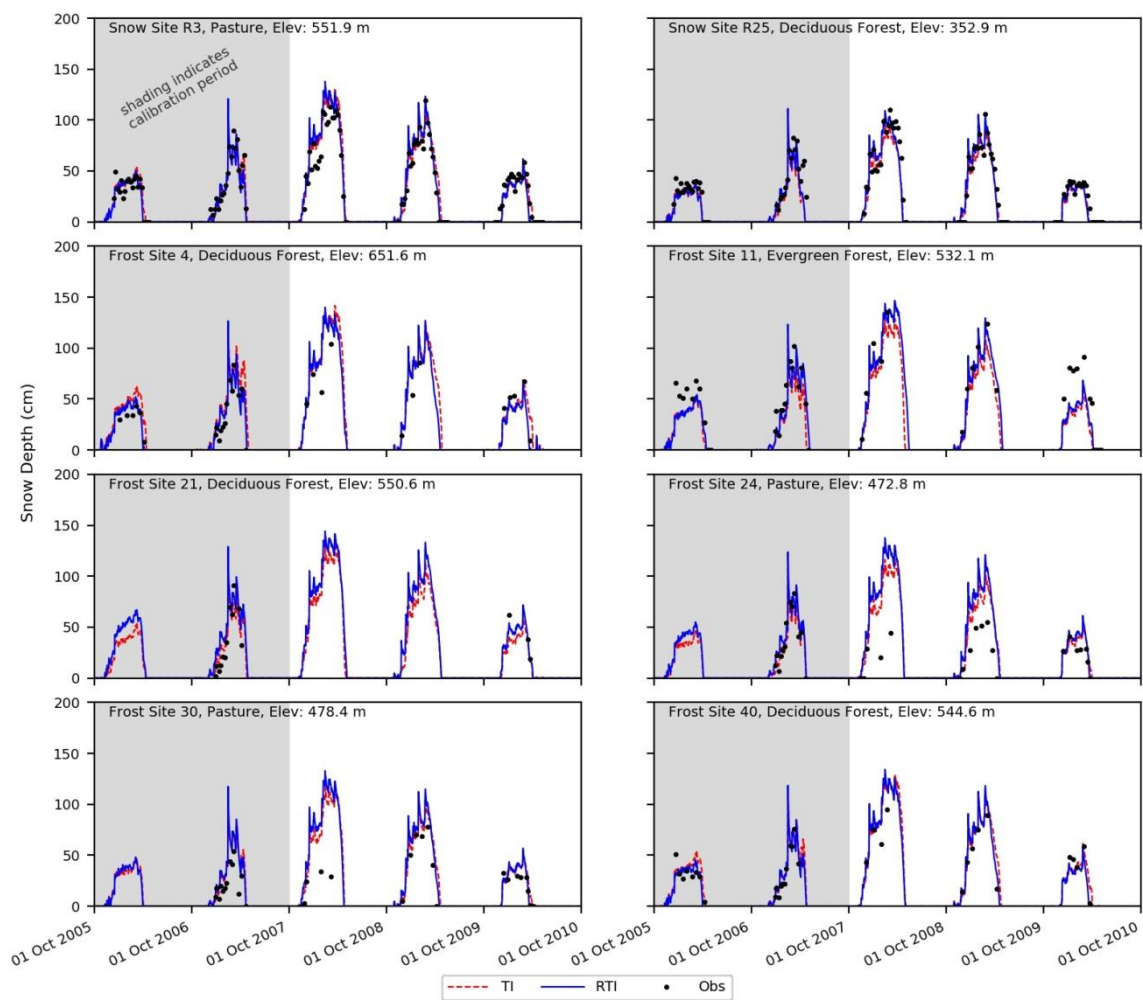 Snow Site R3, Pasture, Elev: 551.9 m
shading indicates
calibration period
200
150
100
50
0
Snow Site R25, Deciduous Forest, Elev: 352.9 m
Frost Site 4, Deciduous Forest, Elev: 651.6 m
200
150
100
50
0
Frost Site 11, Evergreen Forest, Elev: 532.1 m
Snow Depth (cm)
Frost Site 21, Deciduous Forest, Elev: 550.6 m
200
150
100
50
0
Frost Site 24, Pasture, Elev: 472.8 m
Frost Site 30, Pasture, Elev: 478.4 m
200
150
100
50
0
Frost Site 40, Deciduous Forest, Elev: 544.6 m
01 Oct 2005
01 Oct 2006
01 Oct 2007
01 Oct 2008
01 Oct 2009
01 Oct 2010
01 Oct 2005
01 Oct 2006
01 Oct 2007
01 Oct 2008
01 Oct 2009
01 Oct 2010
TI RTI Obs